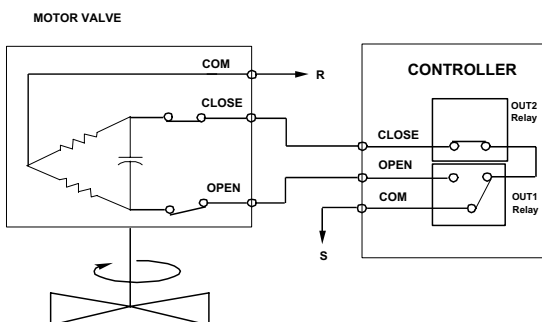 MOTOR VALVE
COM
R
CLOSE
OPEN
CONTROLLER
OUT2
Relay
CLOSE
OPEN
COM
OUT1
Relay
S